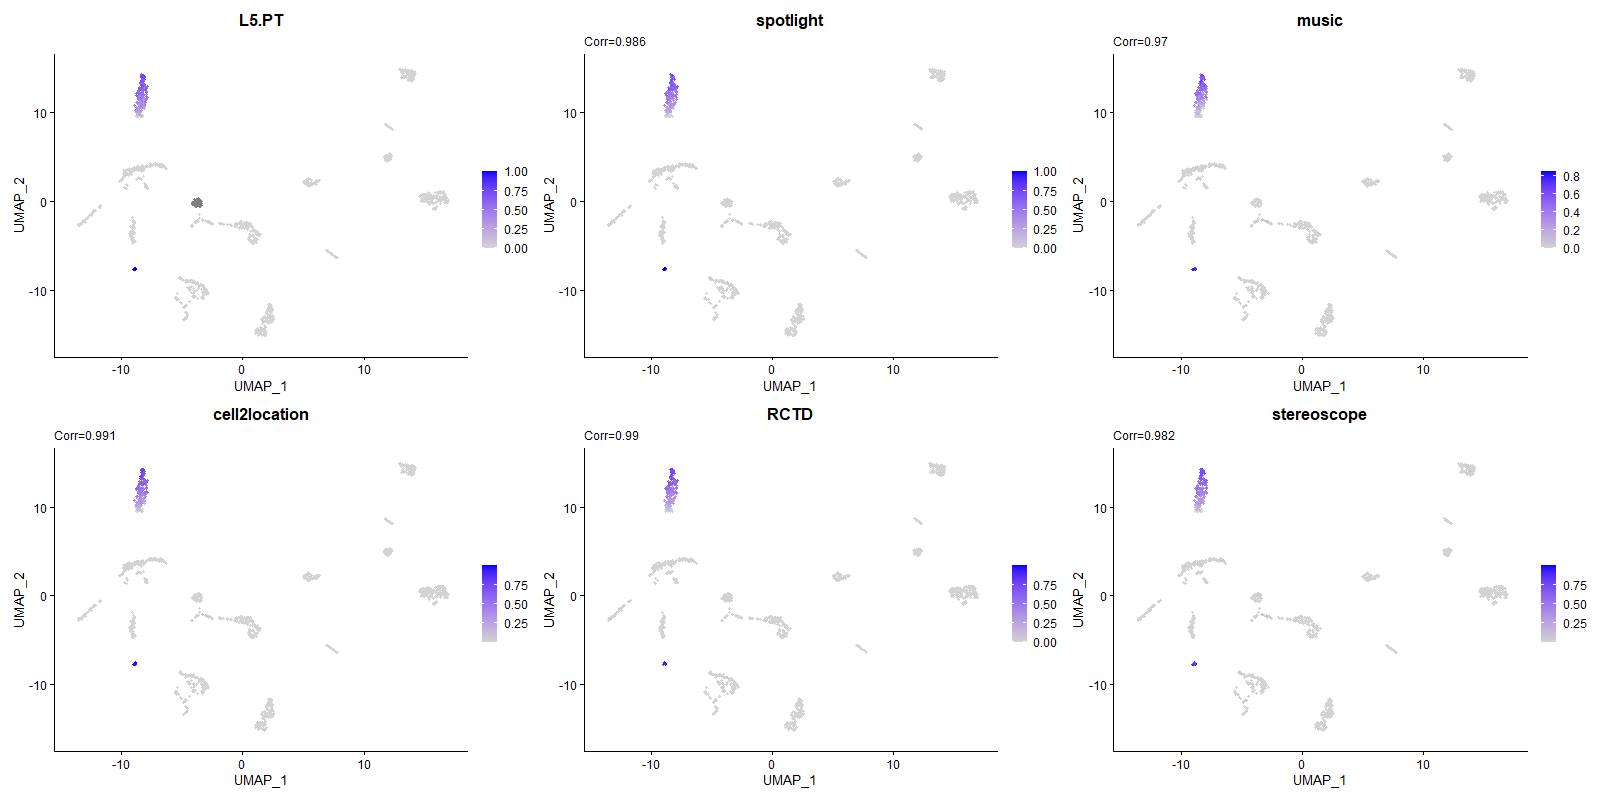 L5.PT
UMAP_2
10
0
-10
-10
0
10
UMAP_1
1.00
0.75
0.50
0.25
0.00
spotlight
Corr=0.986
UMAP_2
10
0
-10
-10
0
10
UMAP_1
1.00
0.75
0.50
0.25
0.00
music
Corr=0.97
UMAP_2
10
0
-10
-10
0
10
UMAP_1
0.8
0.6
0.4
0.2
0.0
cell2location
Corr=0.991
UMAP_2
10
0
-10
-10
0
10
UMAP_1
0.75
0.50
0.25
RCTD
Corr=0.99
UMAP_2
10
0
-10
-10
0
10
UMAP_1
0.75
0.50
0.25
0.00
stereoscope
Corr=0.982
UMAP_2
10
0
-10
-10
0
10
UMAP_1
0.75
0.50
0.25